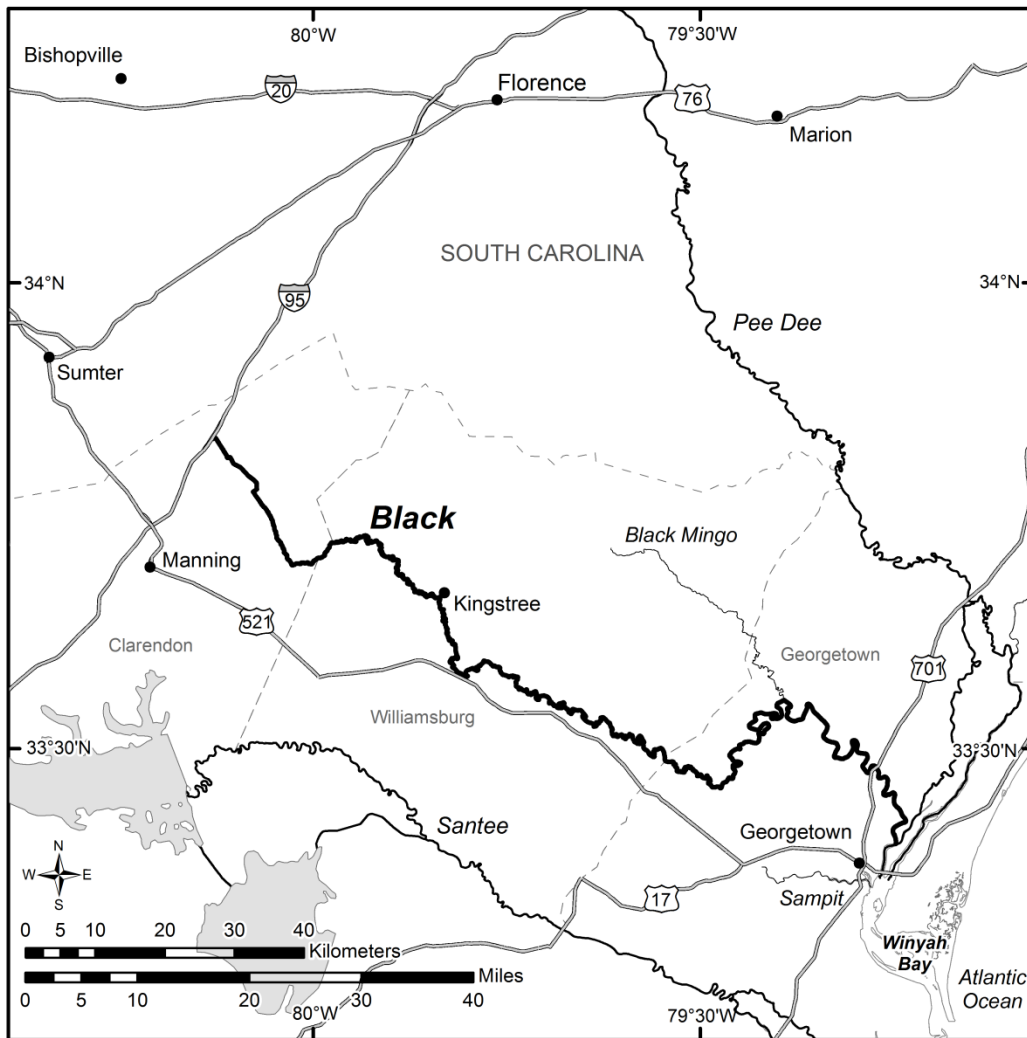 80°W
79°30'W
Bishopville
20
Florence
76
Marion
SOUTH CAROLINA
34°N
34°N
95
Pee Dee
Sumter
Black
Black Mingo
Manning
Kingstree
521
Clarendon
Georgetown
701
Williamsburg
33°30'N
33°30'N
Santee
Georgetown
N
W E
S
17
Sampit
0 5 10 20 30 40
Kilometers
Winyah
Bay
Miles
0 5 10 20 30 40
Atlantic
Ocean
80°W
79°30'W